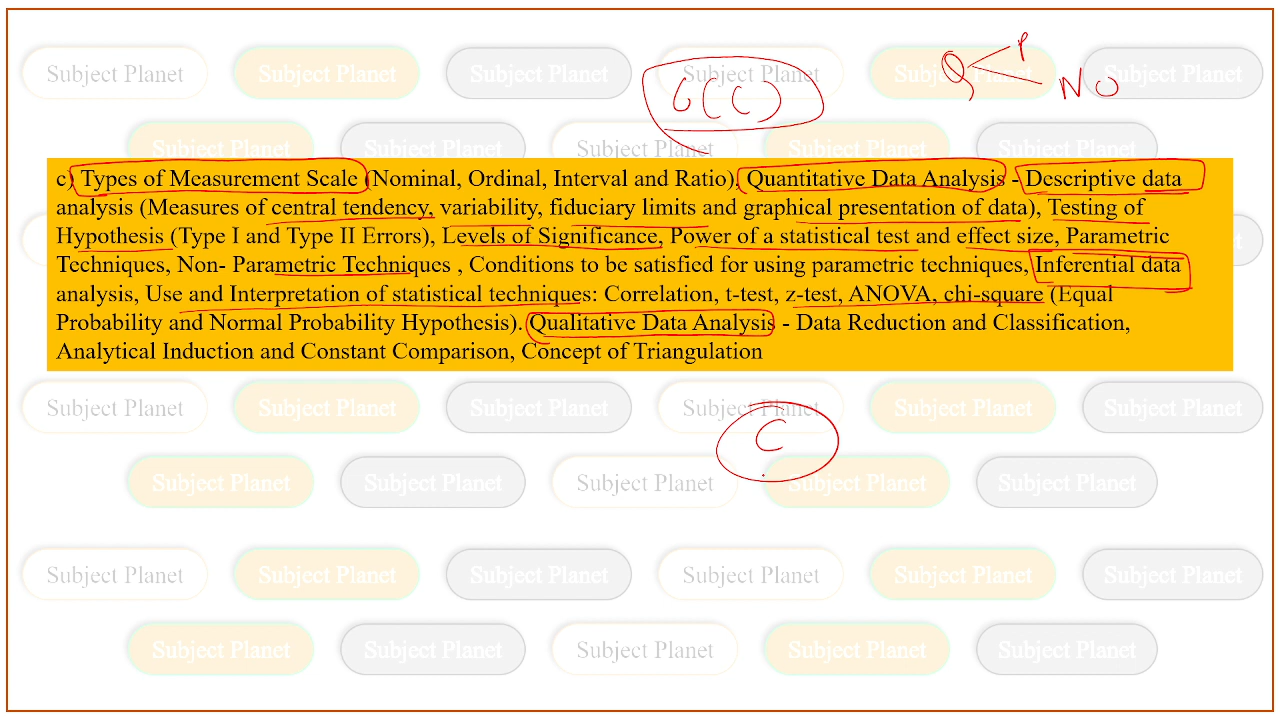 Subject Planet Subject Planet Subject Planet Subject Planet Subject Planet Subject Planet
Q P
N O
6(C)
Subject Planet Subject Planet Subject Planet Subject Planet Subject Planet
c) Types of Measurement Scale (Nominal, Ordinal, Interval and Ratio), Quantitative Data Analysis - Descriptive data
analysis (Measures of central tendency, variability, fiduciary limits and graphical presentation of data), Testing of
Hypothesis (Type I and Type II Errors), Levels of Significance, Power of a statistical test and effect size, Parametric
Techniques, Non- Parametric Techniques , Conditions to be satisfied for using parametric techniques, Inferential data
analysis, Use and Interpretation of statistical techniques: Correlation, t-test, z-test, ANOVA, chi-square (Equal
Probability and Normal Probability Hypothesis). Qualitative Data Analysis - Data Reduction and Classification,
Analytical Induction and Constant Comparison, Concept of Triangulation
Subject Planet Subject Planet Subject Planet Subject Planet Subject Planet Subject Planet
C
Subject Planet Subject Planet Subject Planet Subject Planet Subject Planet
Subject Planet Subject Planet Subject Planet Subject Planet Subject Planet Subject Planet
Subject Planet Subject Planet Subject Planet Subject Planet Subject Planet